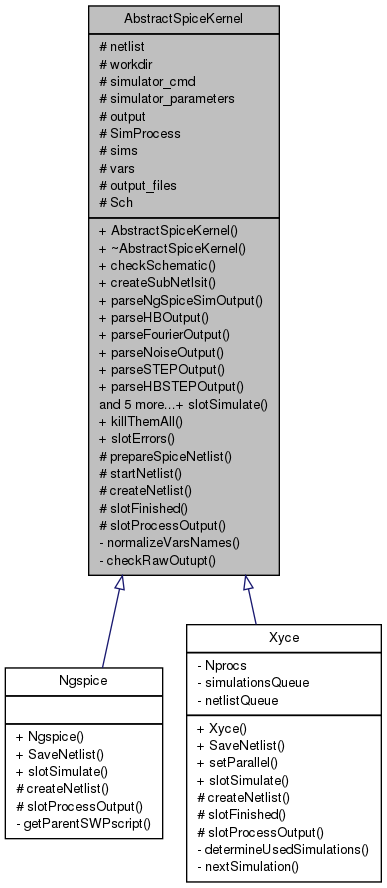 AbstractSpiceKernel
# netlist
# workdir
# simulator_cmd
# simulator_parameters
# output
# SimProcess
# sims
# vars
# output_files
# Sch
+ AbstractSpiceKernel()
+ ~AbstractSpiceKernel()
+ checkSchematic()
+ createSubNetlsit()
+ parseNgSpiceSimOutput()
+ parseHBOutput()
+ parseFourierOutput()
+ parseNoiseOutput()
+ parseSTEPOutput()
+ parseHBSTEPOutput()
and 5 more...+ slotSimulate()
+ killThemAll()
+ slotErrors()
# prepareSpiceNetlist()
# startNetlist()
# createNetlist()
# slotFinished()
# slotProcessOutput()
- normalizeVarsNames()
- checkRawOutupt()
Ngspice
+ Ngspice()
+ SaveNetlist()
+ slotSimulate()
# createNetlist()
# slotProcessOutput()
- getParentSWPscript()
Xyce
- Nprocs
- simulationsQueue
- netlistQueue
+ Xyce()
+ SaveNetlist()
+ setParallel()
+ slotSimulate()
# createNetlist()
# slotFinished()
# slotProcessOutput()
- determineUsedSimulations()
- nextSimulation()